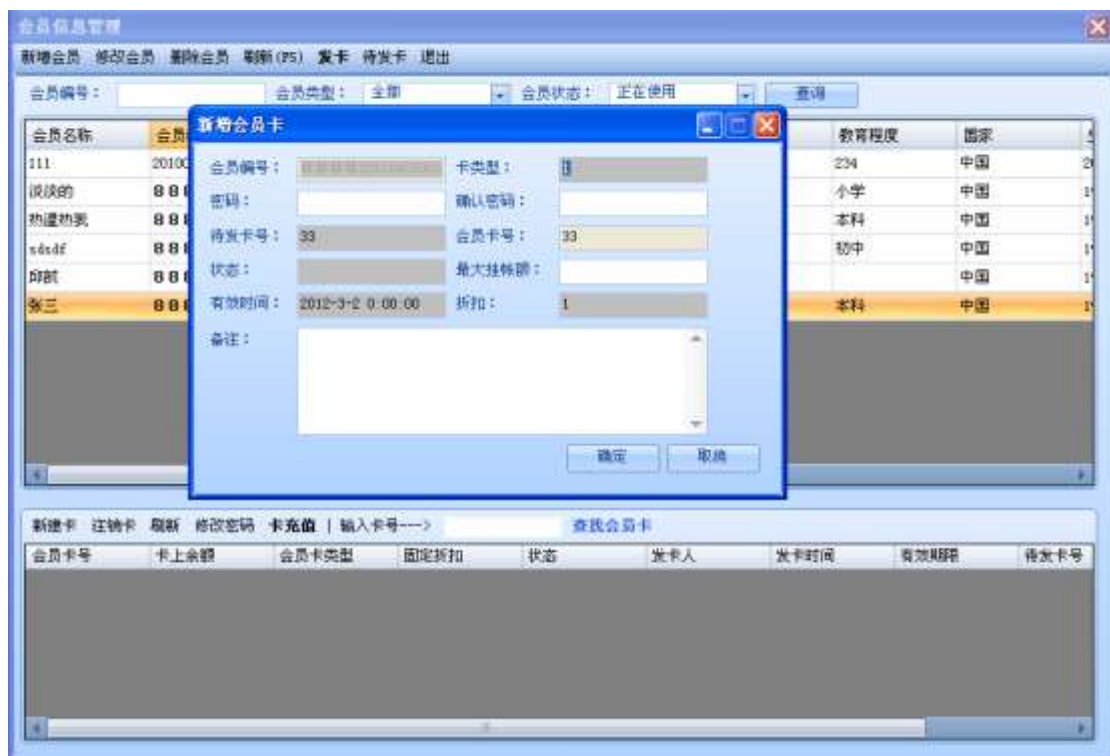 会员信息管理
新增会员 修改会员 删除会员 刷新(F5) 发卡 待发卡 退出
会员编号： 会员类型： 全部 会员状态： 正在使用 查询
会员名称 会员 教育程度 国家
111 2010 234 中国
谈谈的 888 小学 中国
888 本科 中国
sdsdf 888 初中 中国
888 中国
张三 888 本科 中国
新增会员卡
会员编号： 卡类型：
密码： 确认密码：
待发卡号： 33 会员卡号： 33
状态： 最大挂帐额：
有效时间： 2012-3-2 0:00:00 折扣： 1
备注：
确定 取消
新建卡 注销卡 刷新 修改密码 卡充值 | 输入卡号---> 查找会员卡
会员卡号 卡上余额 会员卡类型 固定折扣 状态 发卡人 发卡时间 有效期限 待发卡号